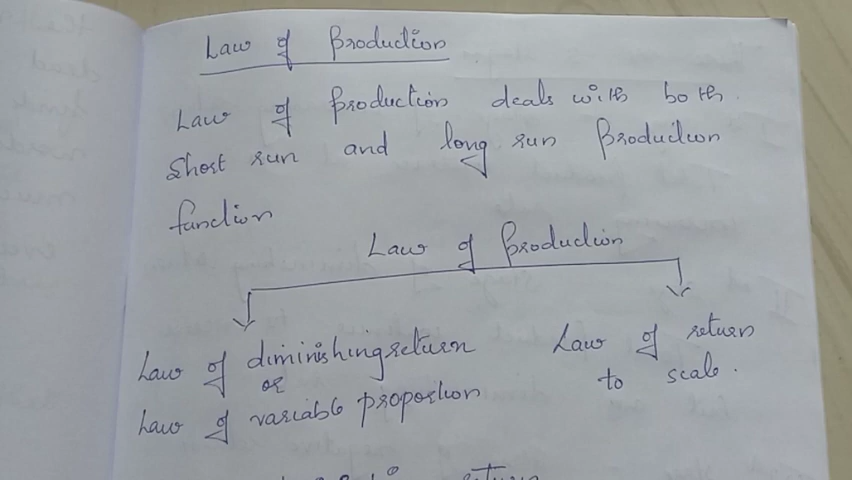 Law of Production
Law of Production deals with both
Short run and long run Production
function
Law of Production
Law of diminishing return
or
Law of variable proportion
Law of return
to scale.
return